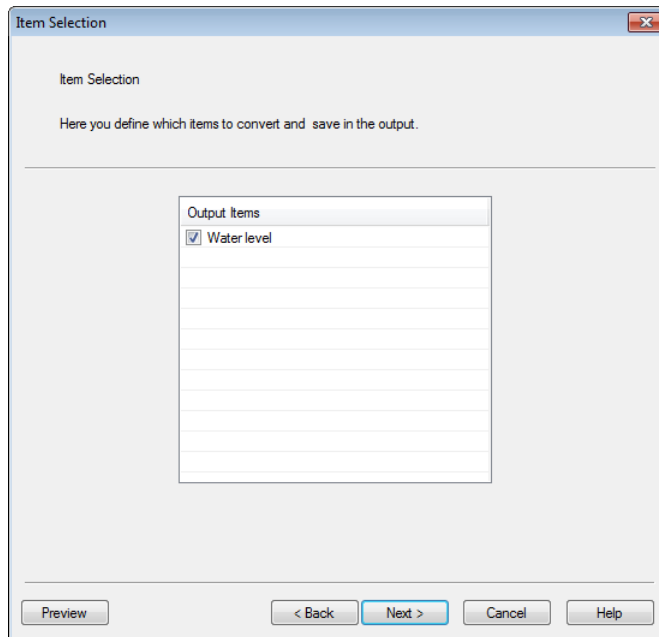 Item Selection
Item Selection
Here you define which items to convert and save in the output.
Output Items
Water level
Preview
< Back
Next >
Cancel
Help